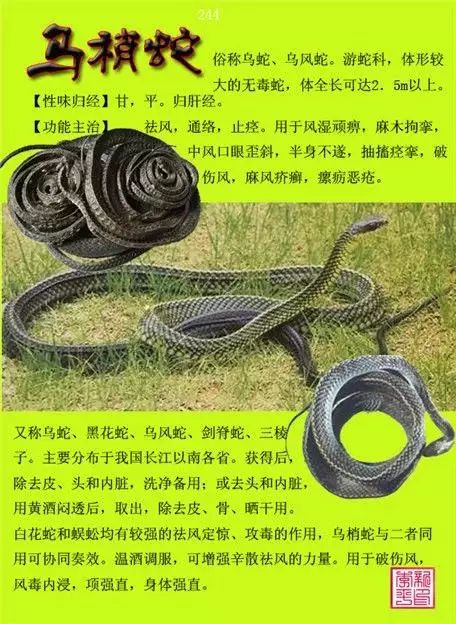 244
马梢蛇
俗称乌蛇、乌风蛇。游蛇科，体形较
大的无毒蛇，体全长可达2．5m以上。
【性味归经】甘，平。归肝经。
【功能主治】 祛风，通络，止痉。用于风湿顽痹，麻木拘挛，
中风口眼歪斜，半身不遂，抽搐痉挛，破
伤风，麻风疥癣，瘰疬恶疮。
又称乌蛇、黑花蛇、乌风蛇、剑脊蛇、三棱
子。主要分布于我国长江以南各省。获得后，
除去皮、头和内脏，洗净备用；或去头和内脏，
用黄酒闷透后，取出，除去皮、骨、晒干用。
白花蛇和蜈蚣均有较强的祛风定惊、攻毒的作用，乌梢蛇与二者同
用可协同奏效。温酒调服，可增强辛散祛风的力量。用于破伤风，
风毒内浸，项强直，身体强直。